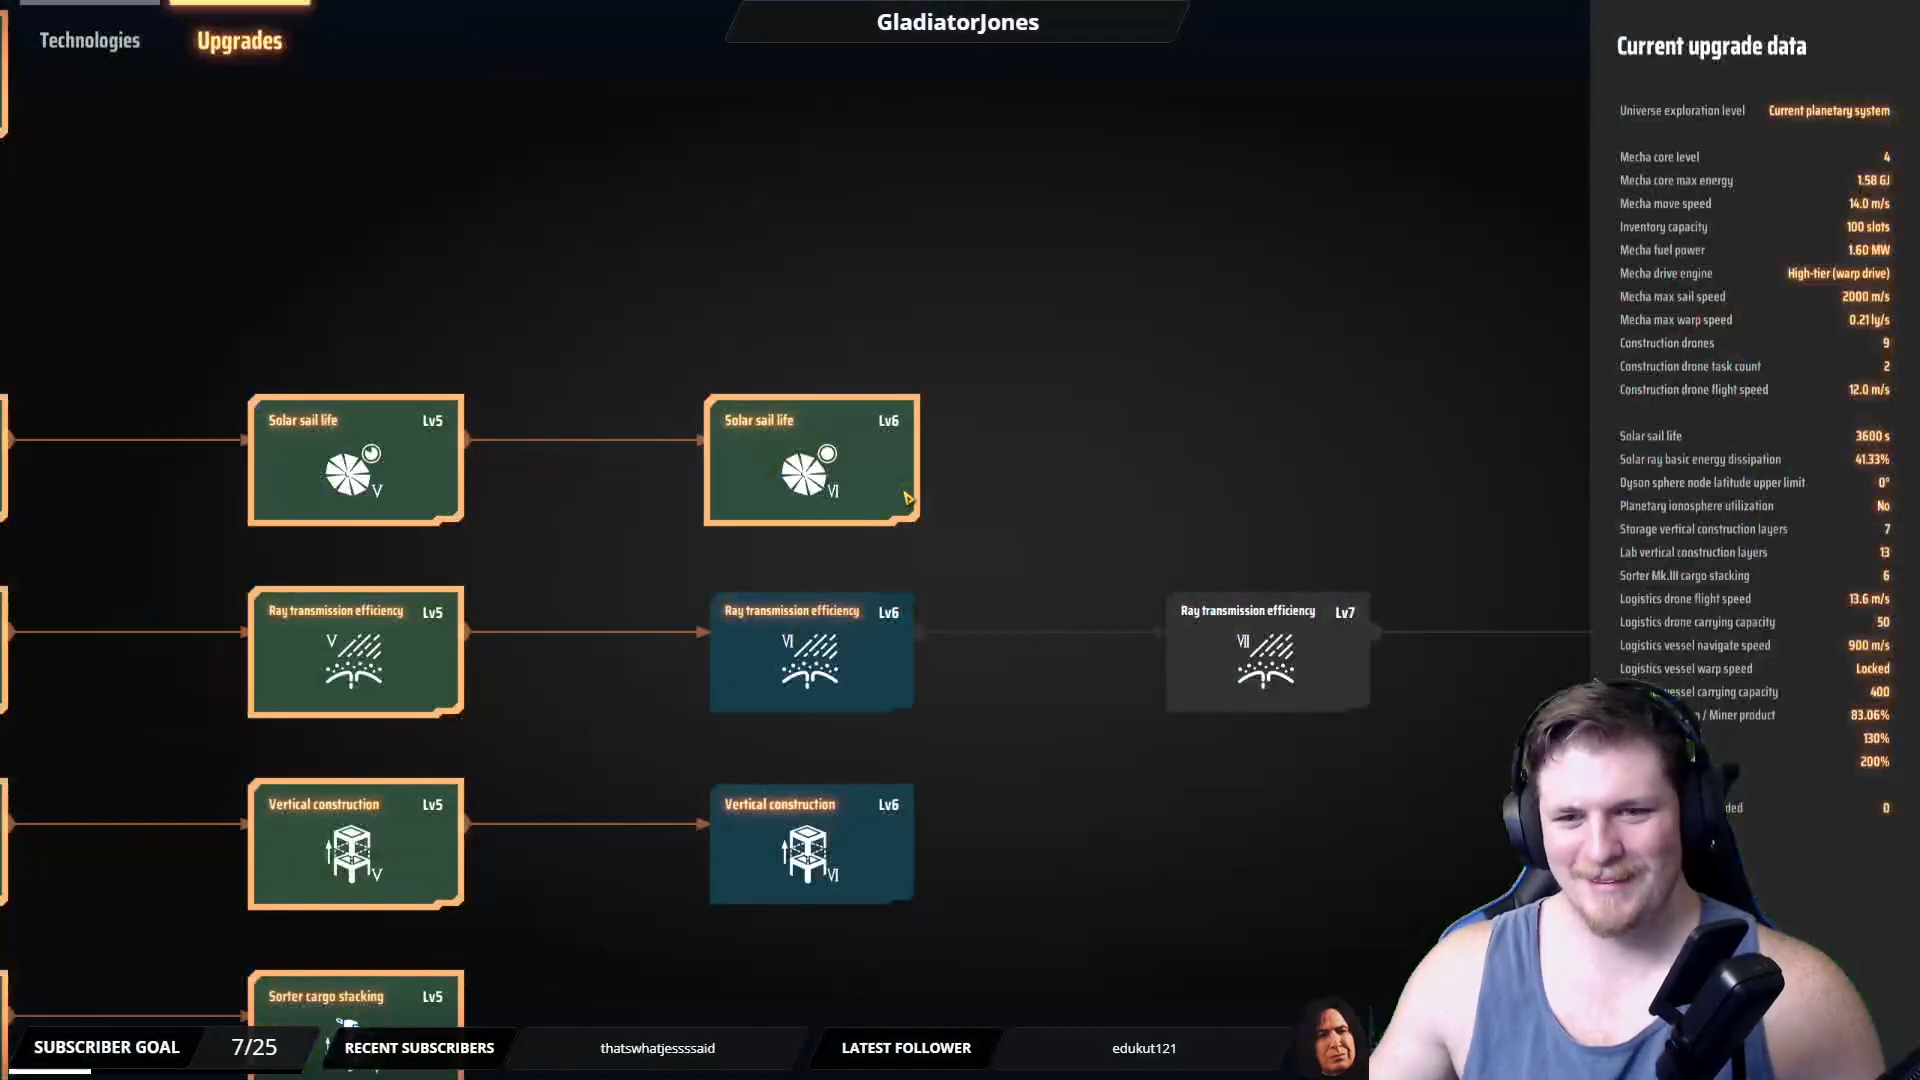 GladiatorJones
Technologies
Upgrades
Current upgrade data
Universe exploration level Current planetary system
Mecha core level 4
Mecha core max energy 1.58 GJ
Mecha move speed 14.0 m/s
Inventory capacity 100 slots
Mecha fuel power 1.60 MW
Mecha drive engine High-tier (warp drive)
Mecha max sail speed 2000 m/s
Mecha max warp speed 0.21 ly/s
Construction drones 9
Construction drone task count 2
Construction drone flight speed 12.0 m/s
Solar sail life 3600 s
Solar ray basic energy dissipation 41.33%
Dyson sphere node latitude upper limit 0°
Planetary ionosphere utilization No
Storage vertical construction layers 7
Lab vertical construction layers 13
Sorter Mk.III cargo stacking 6
Logistics drone flight speed 13.6 m/s
Logistics drone carrying capacity 50
Logistics vessel navigate speed 900 m/s
Logistics vessel warp speed Locked
vessel carrying capacity 400
/ Miner product 83.06%
130%
200%
ded 0
Solar sail life Lv5
V
Solar sail life Lv6
VI
Ray transmission efficiency Lv5
V
Ray transmission efficiency Lv6
VI
Ray transmission efficiency Lv7
VII
Vertical construction Lv5
V
Vertical construction Lv6
VI
Sorter cargo stacking Lv5
SUBSCRIBER GOAL 7/25
RECENT SUBSCRIBERS thatswhatjessssaid
LATEST FOLLOWER edukut121